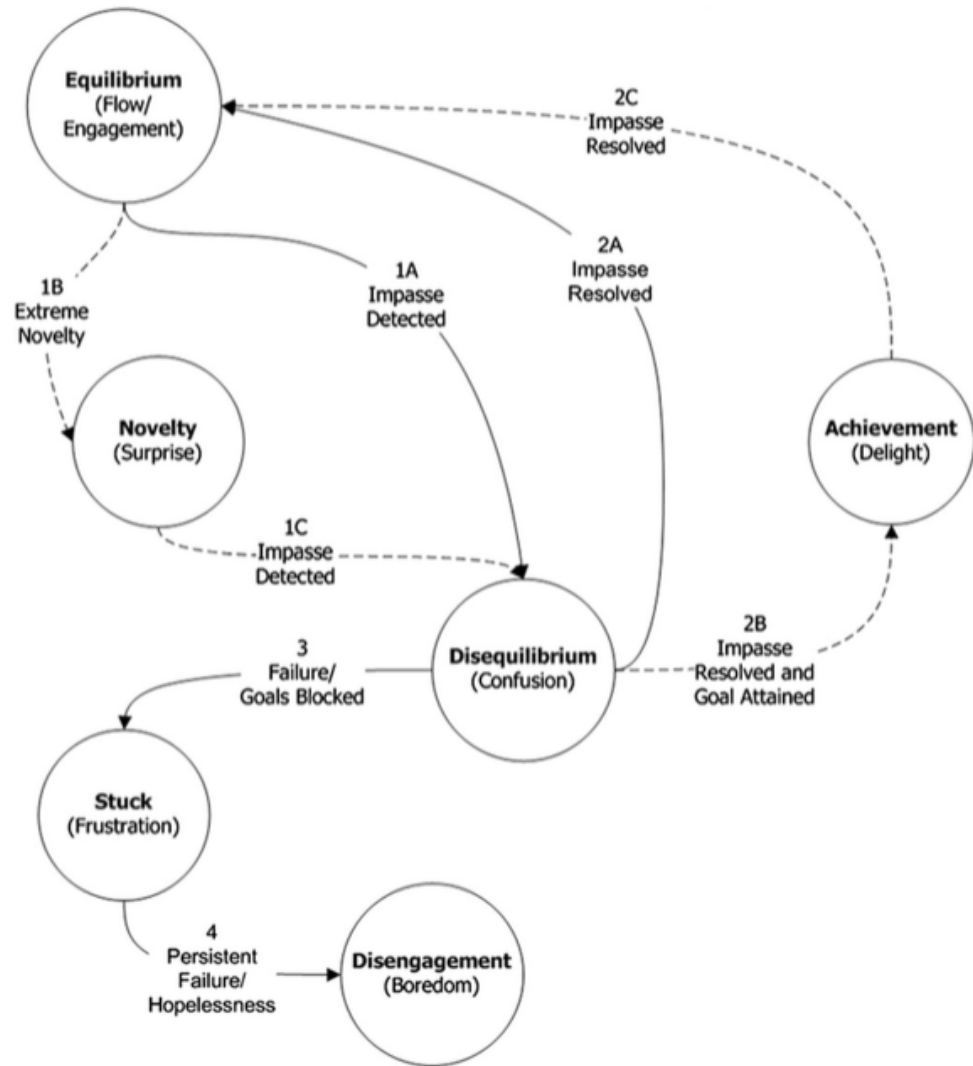 Equilibrium
(Flow/
Engagement)
2C
Impasse
Resolved
2A
Impasse
Resolved
1A
Impasse
Detected
1B
Extreme
Novelty
Novelty
(Surprise)
Achievement
(Delight)
1C
Impasse
Detected
Disequilibrium
(Confusion)
2B
Impasse
Resolved and
Goal Attained
3
Failure/
Goals Blocked
Stuck
(Frustration)
4
Persistent
Failure/
Hopelessness
Disengagement
(Boredom)